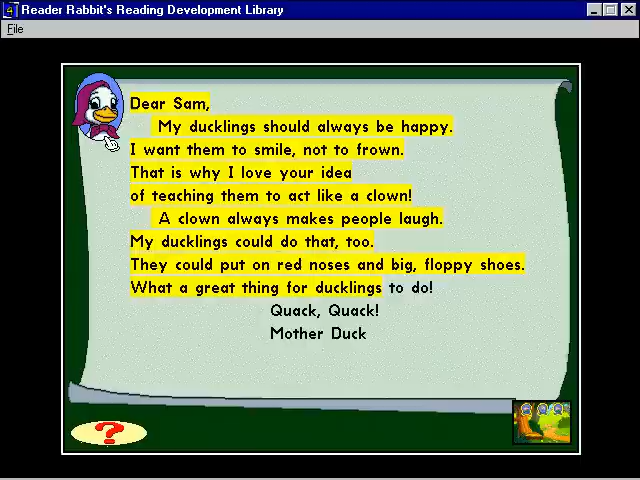 Reader Rabbit's Reading Development Library
File
Dear Sam,
My ducklings should always be happy.
I want them to smile, not to frown.
That is why I love your idea
of teaching them to act like a clown!
A clown always makes people laugh.
My ducklings could do that, too.
They could put on red noses and big, floppy shoes.
What a great thing for ducklings to do!
Quack, Quack!
Mother Duck
?